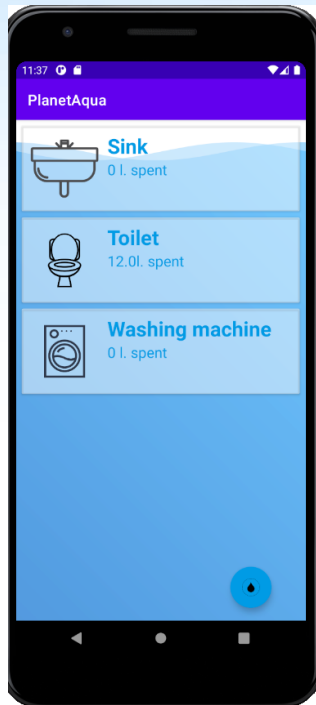 11:37
PlanetAqua
Sink
0 l. spent
Toilet
12.0l. spent
Washing machine
0 l. spent